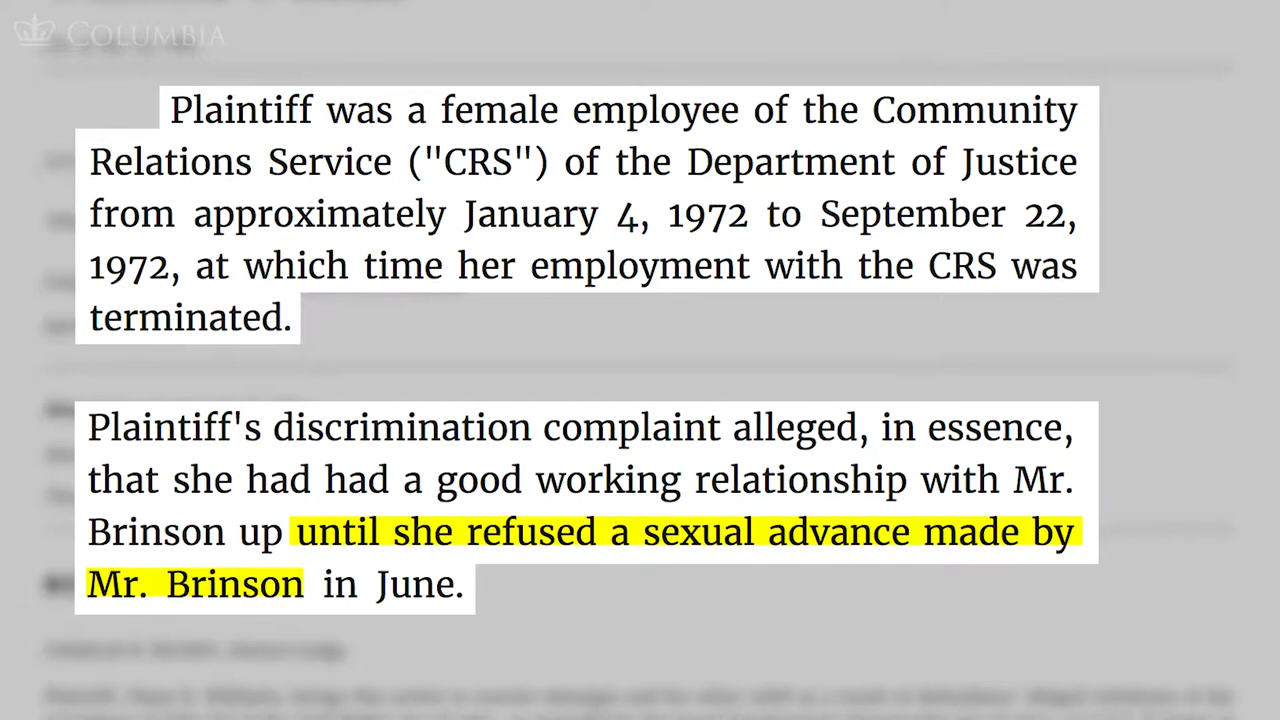 COLUMBIA
Plaintiff was a female employee of the Community
Relations Service ("CRS") of the Department of Justice
from approximately January 4, 1972 to September 22,
1972, at which time her employment with the CRS was
terminated.
Plaintiff's discrimination complaint alleged, in essence,
that she had had a good working relationship with Mr.
Brinson up until she refused a sexual advance made by
Mr. Brinson in June.